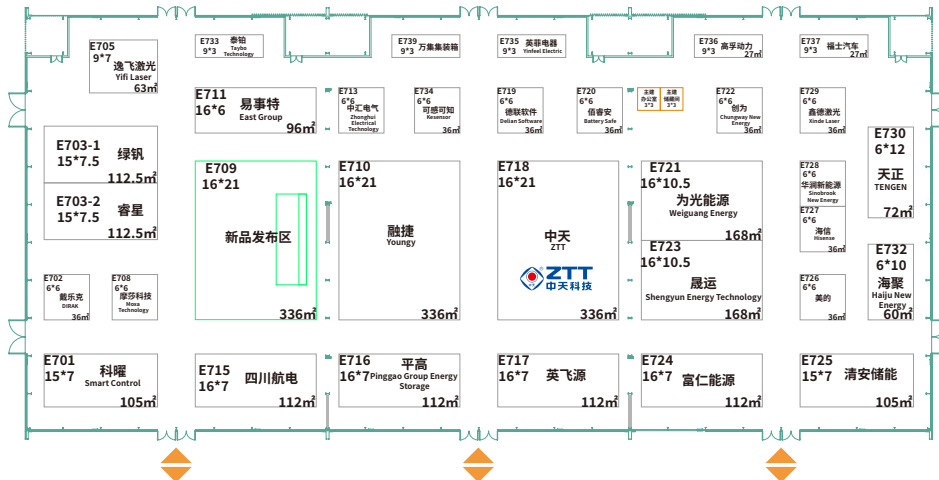 E705
9*7
逸飞激光
Yifi Laser
63㎡
E733
9*3
泰铂
Taybo
Technology
E739
9*3
万集集装箱
E735
9*3
英菲电器
Yinfeel Electric
E736
9*3
高孚动力
27㎡
E737
9*3
福士汽车
27㎡
E711
16*6
易事特
East Group
96㎡
E713
6*6
中汇电气
Zhonghui
Electrical
Technology
E734
6*6
可感可知
Kesensor
36㎡
E719
6*6
德联软件
Delian Software
36㎡
E720
6*6
佰睿安
Battery Safe
36㎡
主建
办公室
3*3
主建
储藏间
3*3
E722
6*6
创为
Chungway New
Energy
36㎡
E729
6*6
鑫德激光
Xinde Laser
36㎡
E730
6*12
天正
TENGEN
72㎡
E703-1
15*7.5
绿钒
112.5㎡
E703-2
15*7.5
睿星
112.5㎡
E709
16*21
新品发布区
336㎡
E710
16*21
融捷
Youngy
336㎡
E718
16*21
中天
ZTT
ZTT
中天科技
336㎡
E721
16*10.5
为光能源
Weiguang Energy
168㎡
E723
16*10.5
晟运
Shengyun Energy Technology
168㎡
E728
6*6
华润新能源
Sinobrook
New Energy
E727
6*6
海信
Hisense
36㎡
E726
6*6
美的
36㎡
E732
6*10
海聚
Haiju New
Energy
60㎡
E702
6*6
戴乐克
DIRAK
36㎡
E708
6*6
摩莎科技
Moxa
Technology
E701
15*7
科曜
Smart Control
105㎡
E715
16*7
四川航电
112㎡
E716
16*7
平高
Pinggao Group Energy
Storage
112㎡
E717
16*7
英飞源
112㎡
E724
16*7
富仁能源
112㎡
E725
15*7
清安储能
105㎡